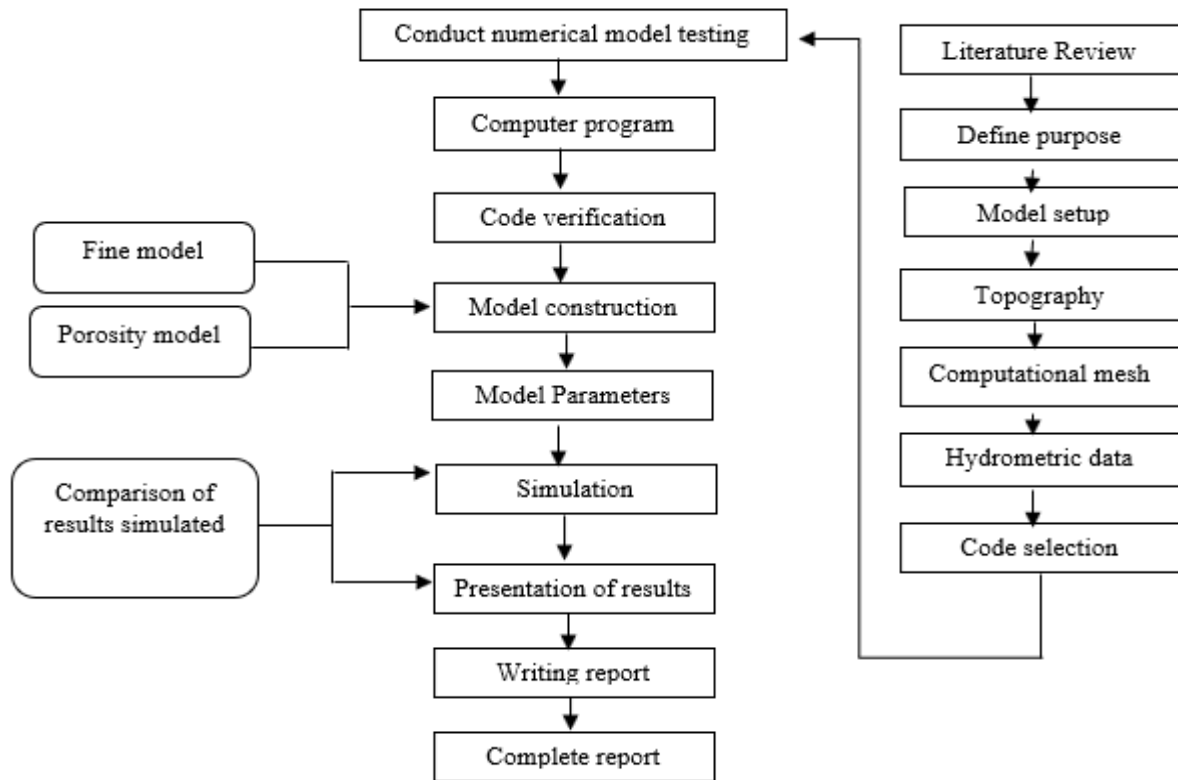 Conduct numerical model testing
Computer program
Code verification
Fine model
Porosity model
Model construction
Model Parameters
Comparison of
results simulated
Simulation
Presentation of results
Writing report
Complete report
Literature Review
Define purpose
Model setup
Topography
Computational mesh
Hydrometric data
Code selection